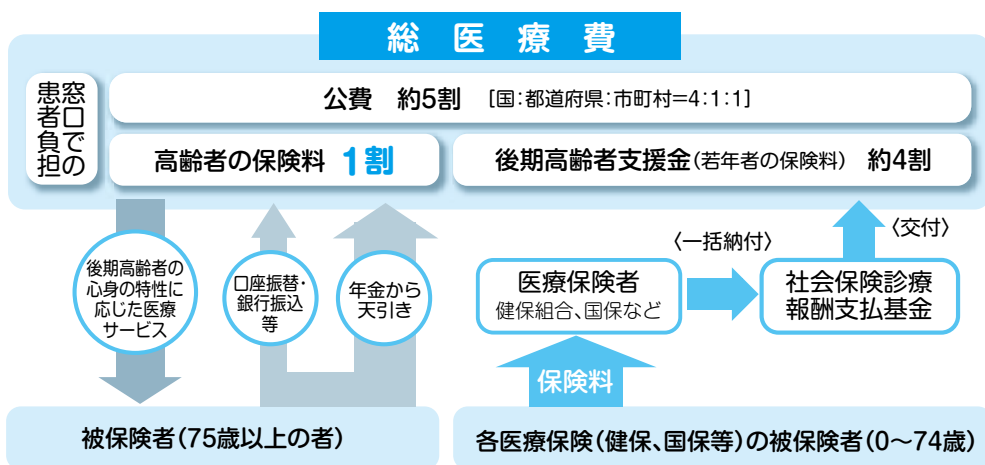 総医療費
窓口での
患者負担
公費 約5割 [国:都道府県:市町村=4:1:1]
高齢者の保険料 1割
後期高齢者支援金(若年者の保険料) 約4割
後期高齢者の
心身の特性に
応じた医療
サービス
口座振替・
銀行振込
等
年金から
天引き
〈一括納付〉
〈交付〉
医療保険者
健保組合、国保など
社会保険診療
報酬支払基金
保険料
被保険者(75歳以上の者)
各医療保険(健保、国保等)の被保険者(0〜74歳)